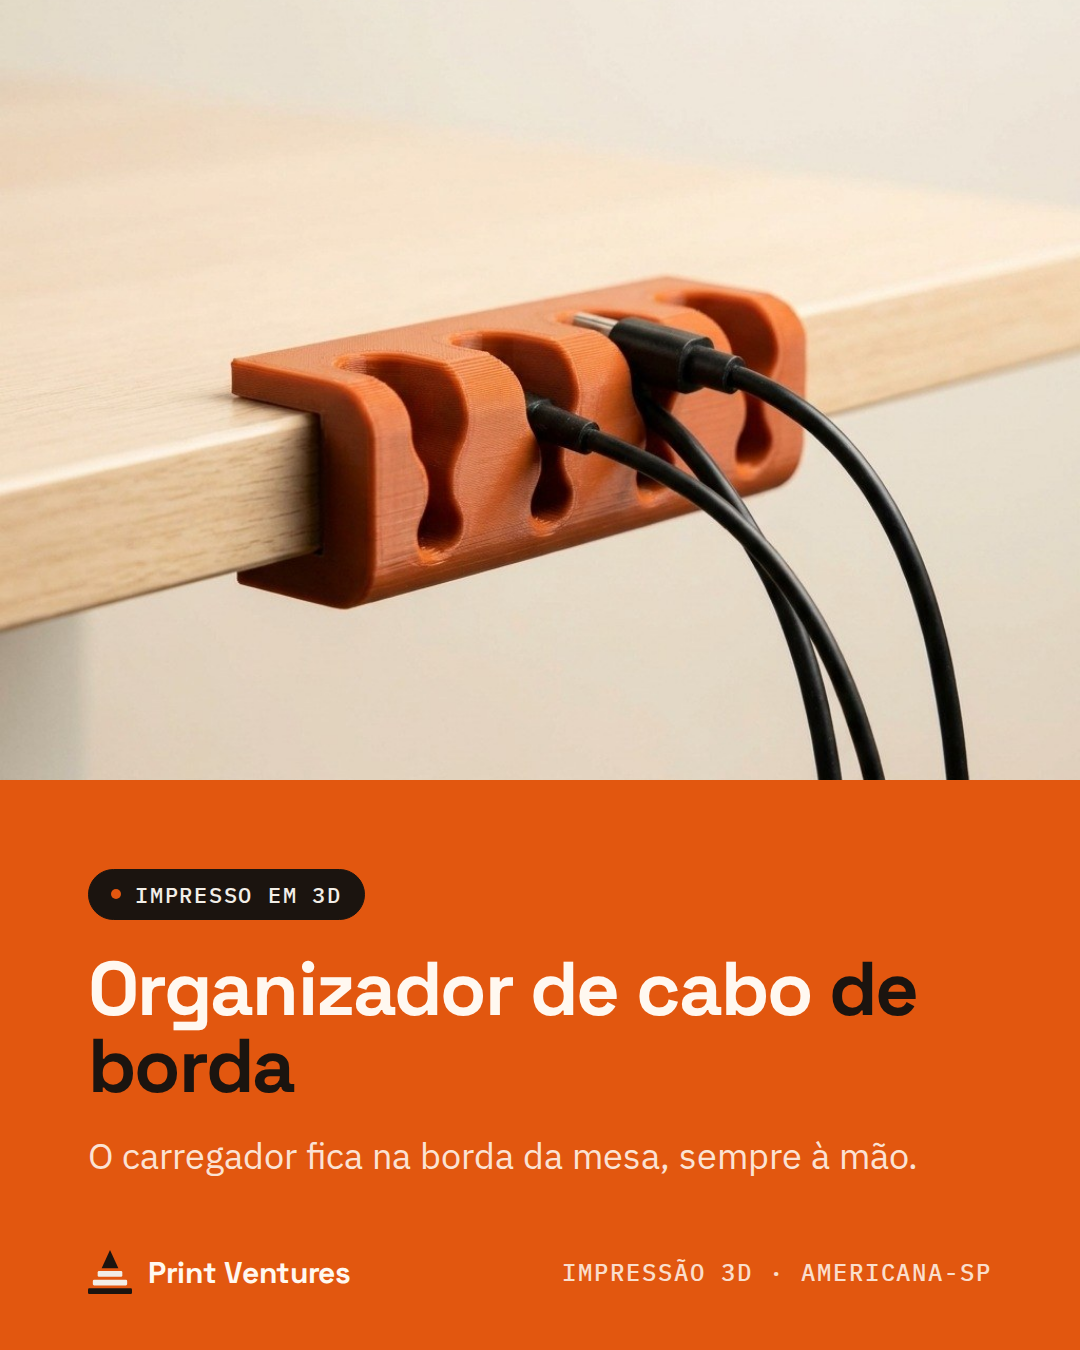 IMPRESSO EM 3D
Organizador de cabo de
borda
O carregador fica na borda da mesa, sempre à mão.
Print Ventures
IMPRESSÃO 3D · AMERICANA-SP